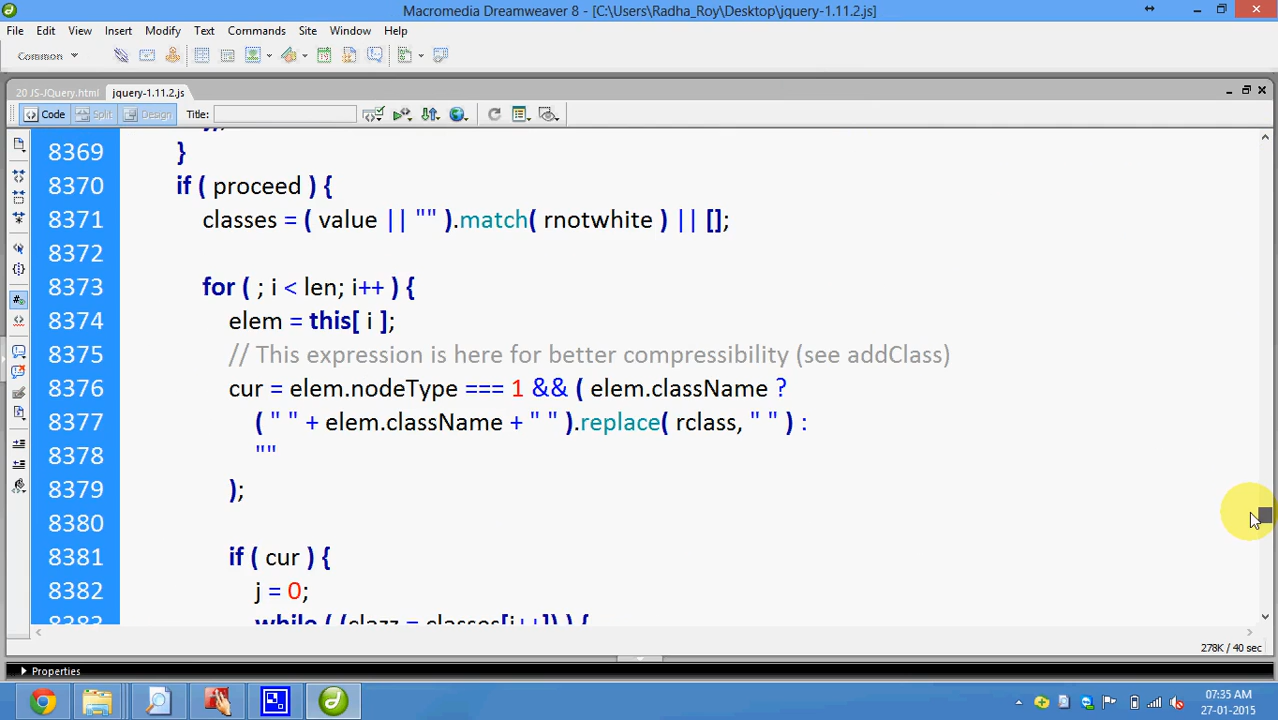 Macromedia Dreamweaver 8 - [C:\Users\Radha_Roy\Desktop\jquery-1.11.2.js]
File Edit View Insert Modify Text Commands Site Window Help
Common
20 JS-JQuery.html jquery-1.11.2.js
Code Split Design Title:
8369 }
8370 if ( proceed ) {
8371 classes = ( value || "" ).match( rnotwhite ) || [];
8372
8373 for ( ; i < len; i++ ) {
8374 elem = this[ i ];
8375 // This expression is here for better compressibility (see addClass)
8376 cur = elem.nodeType === 1 && ( elem.className ?
8377 ( " " + elem.className + " " ).replace( rclass, " " ) :
8378 ""
8379 );
8380
8381 if ( cur ) {
8382 j = 0;
8383 while ( (clazz = classes[j++]) ) {
278K / 40 sec
Properties
07:35 AM
27-01-2015